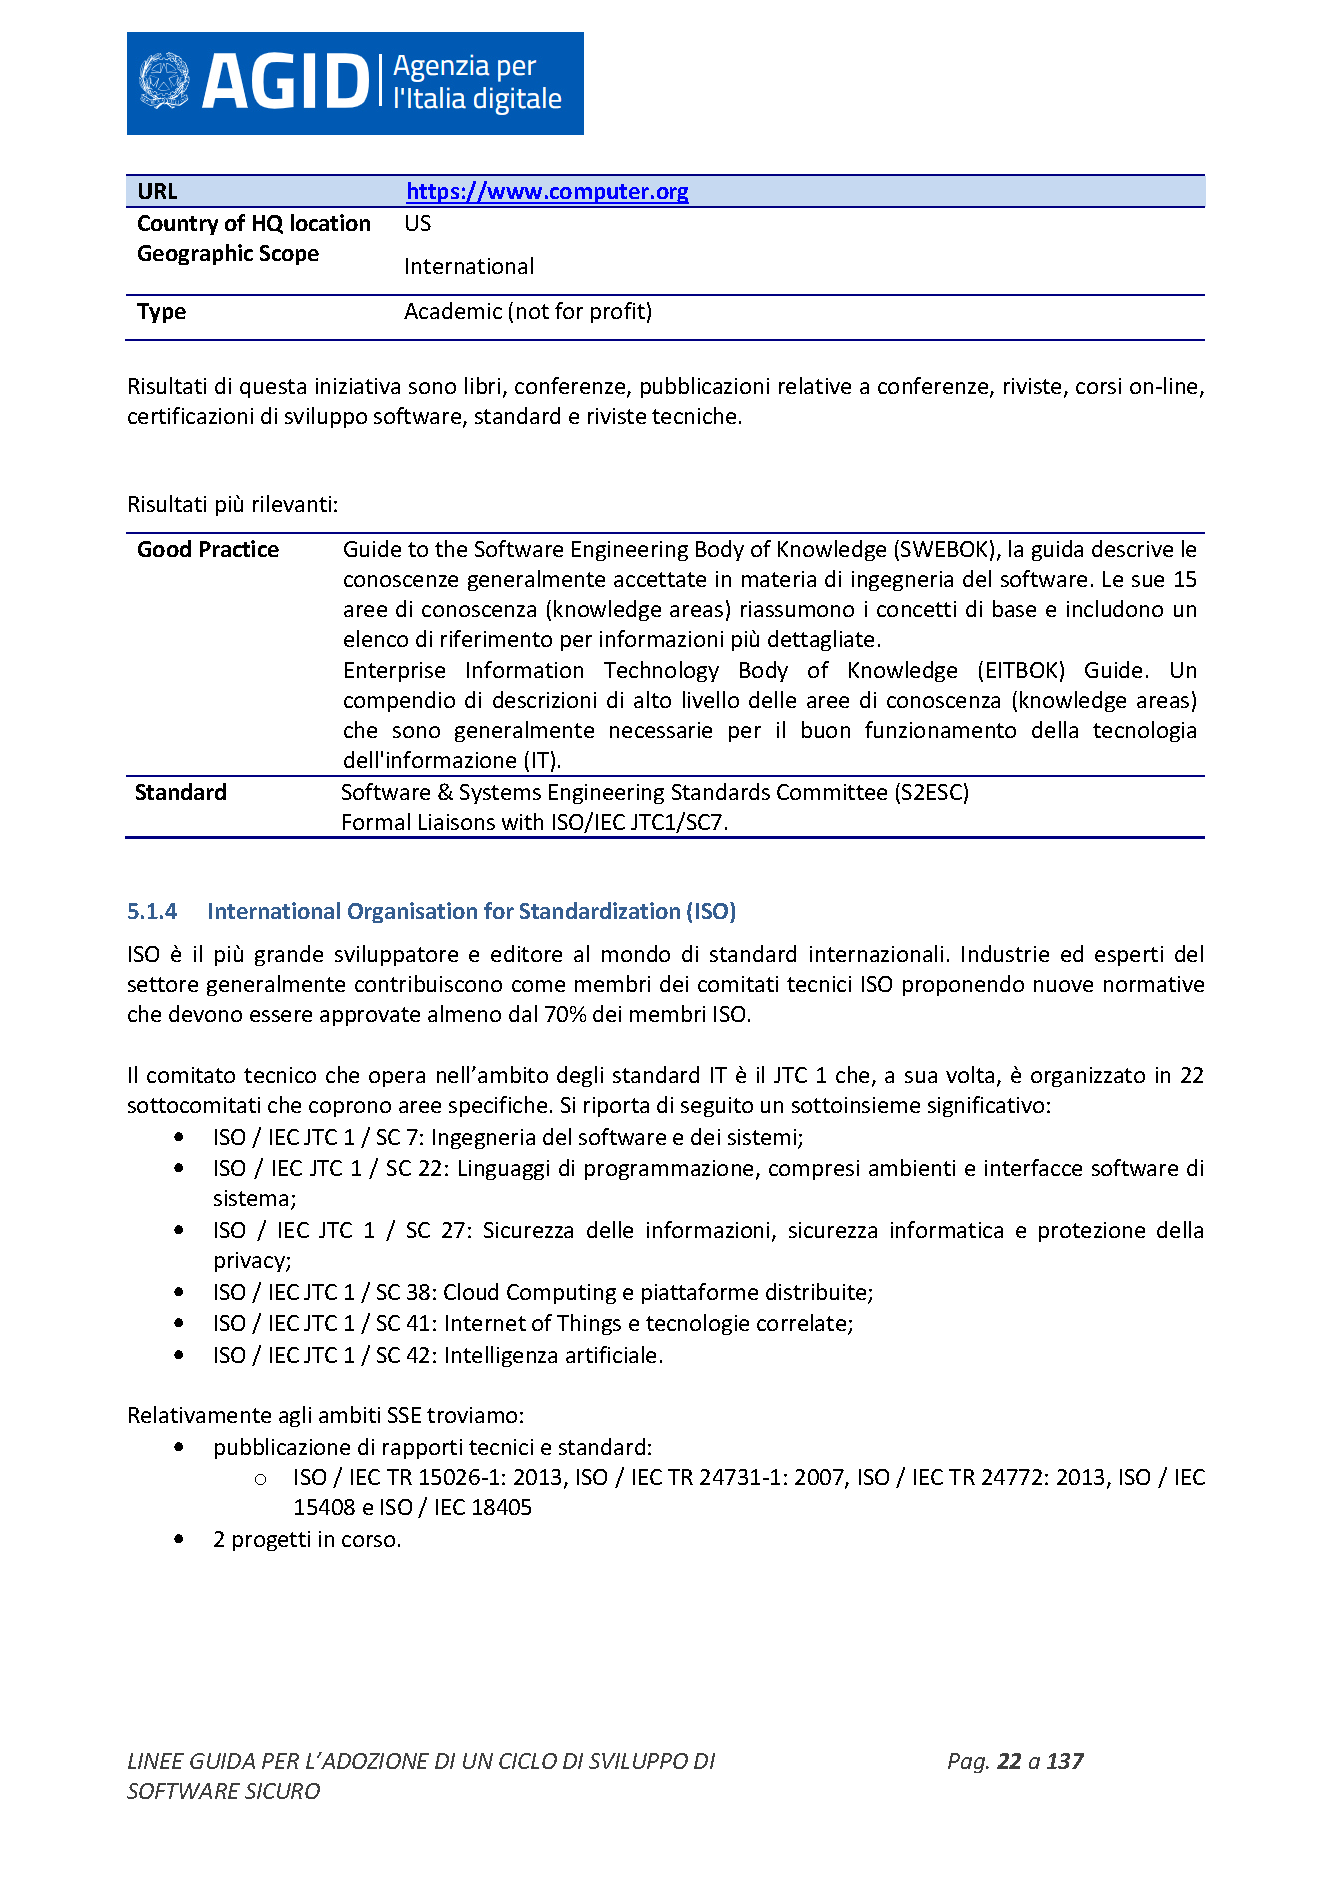 AGID Agenzia per
l'Italia digitale
URL https://www.computer.org
Country of HQ location US
Geographic Scope
International
Type Academic (not for profit)
Risultati di questa iniziativa sono libri, conferenze, pubblicazioni relative a conferenze, riviste, corsi on-line,
certificazioni di sviluppo software, standard e riviste tecniche.
Risultati più rilevanti:
Good Practice Guide to the Software Engineering Body of Knowledge (SWEBOK), la guida descrive le
conoscenze generalmente accettate in materia di ingegneria del software. Le sue 15
aree di conoscenza (knowledge areas) riassumono i concetti di base e includono un
elenco di riferimento per informazioni più dettagliate.
Enterprise Information Technology Body of Knowledge (EITBOK) Guide. Un
compendio di descrizioni di alto livello delle aree di conoscenza (knowledge areas)
che sono generalmente necessarie per il buon funzionamento della tecnologia
dell'informazione (IT).
Standard Software & Systems Engineering Standards Committee (S2ESC)
Formal Liaisons with ISO/IEC JTC1/SC7.
5.1.4 International Organisation for Standardization (ISO)
ISO è il più grande sviluppatore e editore al mondo di standard internazionali. Industrie ed esperti del
settore generalmente contribuiscono come membri dei comitati tecnici ISO proponendo nuove normative
che devono essere approvate almeno dal 70% dei membri ISO.
Il comitato tecnico che opera nell’ambito degli standard IT è il JTC 1 che, a sua volta, è organizzato in 22
sottocomitati che coprono aree specifiche. Si riporta di seguito un sottoinsieme significativo:
• ISO / IEC JTC 1 / SC 7: Ingegneria del software e dei sistemi;
• ISO / IEC JTC 1 / SC 22: Linguaggi di programmazione, compresi ambienti e interfacce software di
sistema;
• ISO / IEC JTC 1 / SC 27: Sicurezza delle informazioni, sicurezza informatica e protezione della
privacy;
• ISO / IEC JTC 1 / SC 38: Cloud Computing e piattaforme distribuite;
• ISO / IEC JTC 1 / SC 41: Internet of Things e tecnologie correlate;
• ISO / IEC JTC 1 / SC 42: Intelligenza artificiale.
Relativamente agli ambiti SSE troviamo:
• pubblicazione di rapporti tecnici e standard:
o ISO / IEC TR 15026-1: 2013, ISO / IEC TR 24731-1: 2007, ISO / IEC TR 24772: 2013, ISO / IEC
15408 e ISO / IEC 18405
• 2 progetti in corso.
LINEE GUIDA PER L’ADOZIONE DI UN CICLO DI SVILUPPO DI Pag. 22 a 137
SOFTWARE SICURO